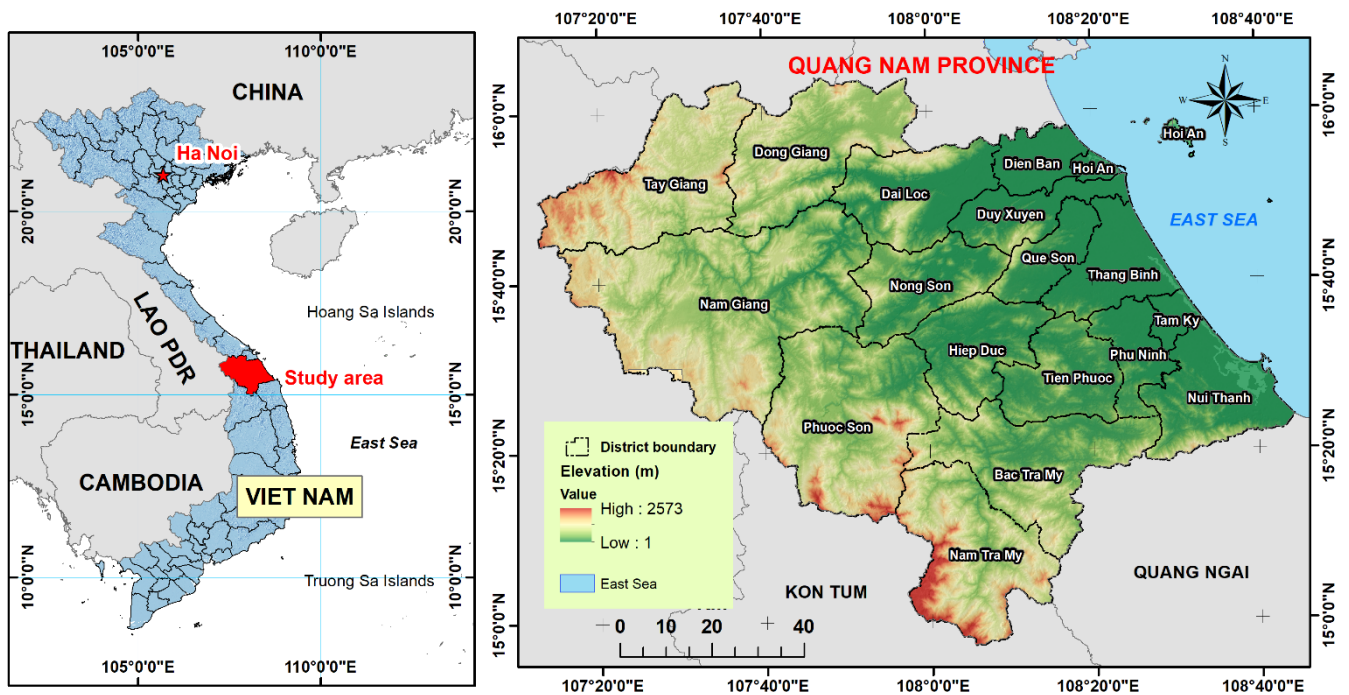 105°0'0"E
110°0'0"E
CHINA
Ha Noi
20°0'0"N
20°0'0"N
Hoang Sa Islands
LAO PDR
THAILAND
Study area
15°0'0"N
15°0'0"N
East Sea
CAMBODIA
VIET NAM
10°0'0"N
10°0'0"N
Truong Sa Islands
105°0'0"E
110°0'0"E
107°20'0"E
107°40'0"E
108°0'0"E
108°20'0"E
108°40'0"E
QUANG NAM PROVINCE
N
W
E
S
16°0'0"N
16°0'0"N
Hoi An
Dong Giang
Dien Ban
Hoi An
Tay Giang
Dai Loc
Duy Xuyen
EAST SEA
Que Son
Thang Binh
15°40'0"N
15°40'0"N
Nong Son
Nam Giang
Tam Ky
Hiep Duc
Phu Ninh
Tien Phuoc
Nui Thanh
Phuoc Son
15°20'0"N
15°20'0"N
Bac Tra My
Nam Tra My
District boundary
Elevation (m)
Value
High : 2573
Low : 1
East Sea
KON TUM
QUANG NGAI
15°0'0"N
15°0'0"N
0
10
20
40
107°20'0"E
107°40'0"E
108°0'0"E
108°20'0"E
108°40'0"E